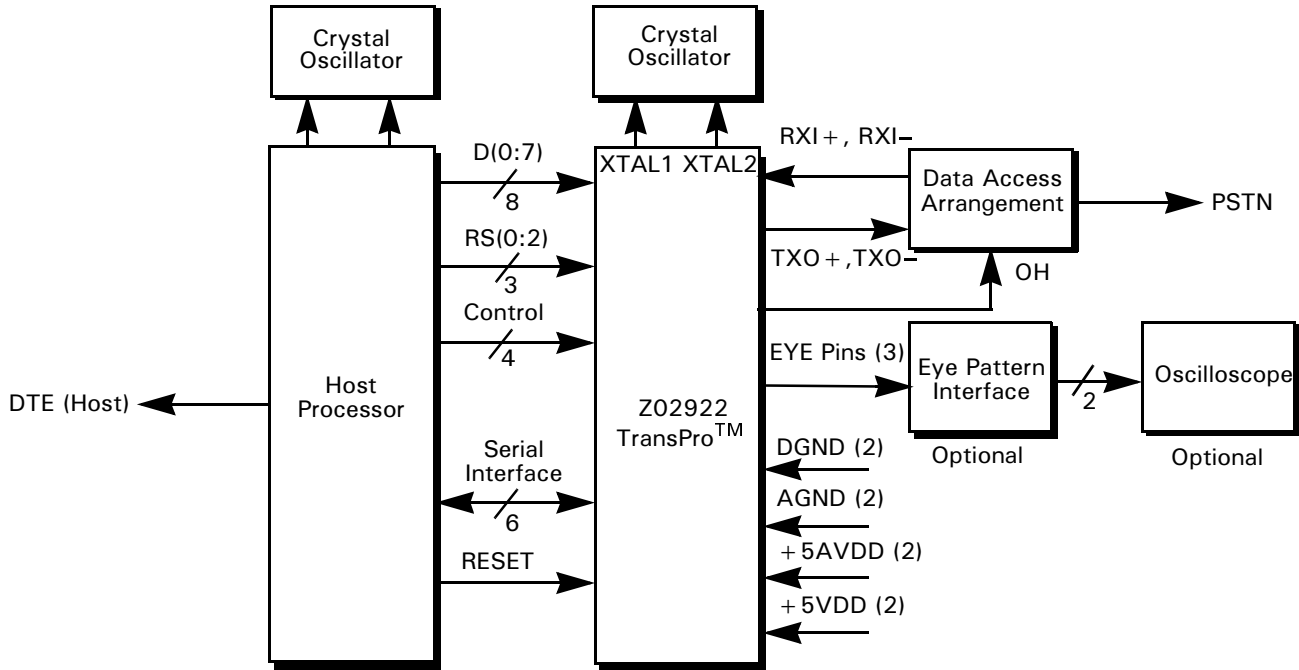 Crystal
Oscillator
Crystal
Oscillator
D(0:7)
8
RS(0:2)
3
Control
4
Serial
Interface
6
RESET
DTE (Host)
Host
Processor
XTAL1 XTAL2
Z02922
TransPro™
RXI+, RXI–
TXO+,TXO–
Data Access
Arrangement
PSTN
OH
EYE Pins (3)
Eye Pattern
Interface
Optional
2
Oscilloscope
Optional
DGND (2)
AGND (2)
+5AVDD (2)
+5VDD (2)